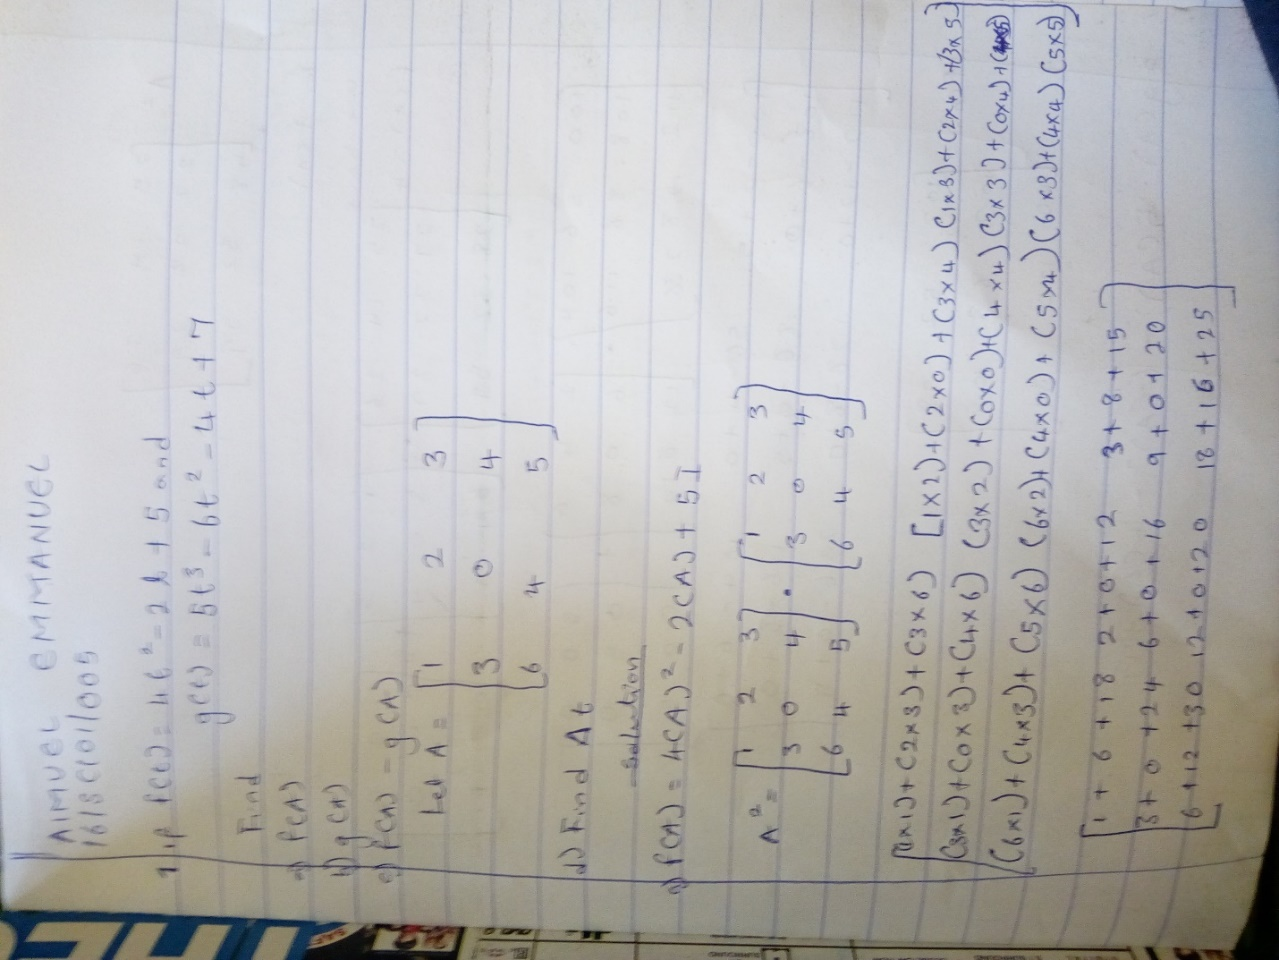 AIMUEL EMMANUEL
16/SC/01/005
1. if f(t) = 4t² - 2t + 5 and
g(t) = 5t³ - 6t² - 4t + 7
Find
a) f(A)
b) g(A)
c) f(A) - g(A)
Let A = [1 2 3
3 0 4
6 4 5]
d) Find At
solution
a) f(A) = 4(A)² - 2(A) + 5I
A² = [1 2 3] . [1 2 3]
3 0 4 3 0 4
[6 4 5] [6 4 5]
[(1x1)+(2x3)+(3x6) [1x2)+(2x0)+(3x4) (1x3)+(2x4)+(3x5)]
(3x1)+(0x3)+(4x6) (3x2)+(0x0)+(4x4) (3x3)+(0x4)+
(6x1)+(4x3)+(5x6) (6x2)+(4x0)+(5x4) (6x3)+(4x4)(5x5)]
[1+6+18 2+0+12 3+8+15]
3+0+24 6+0+16 9+0+20
[6+12+30 12+0+20 18+16+25]